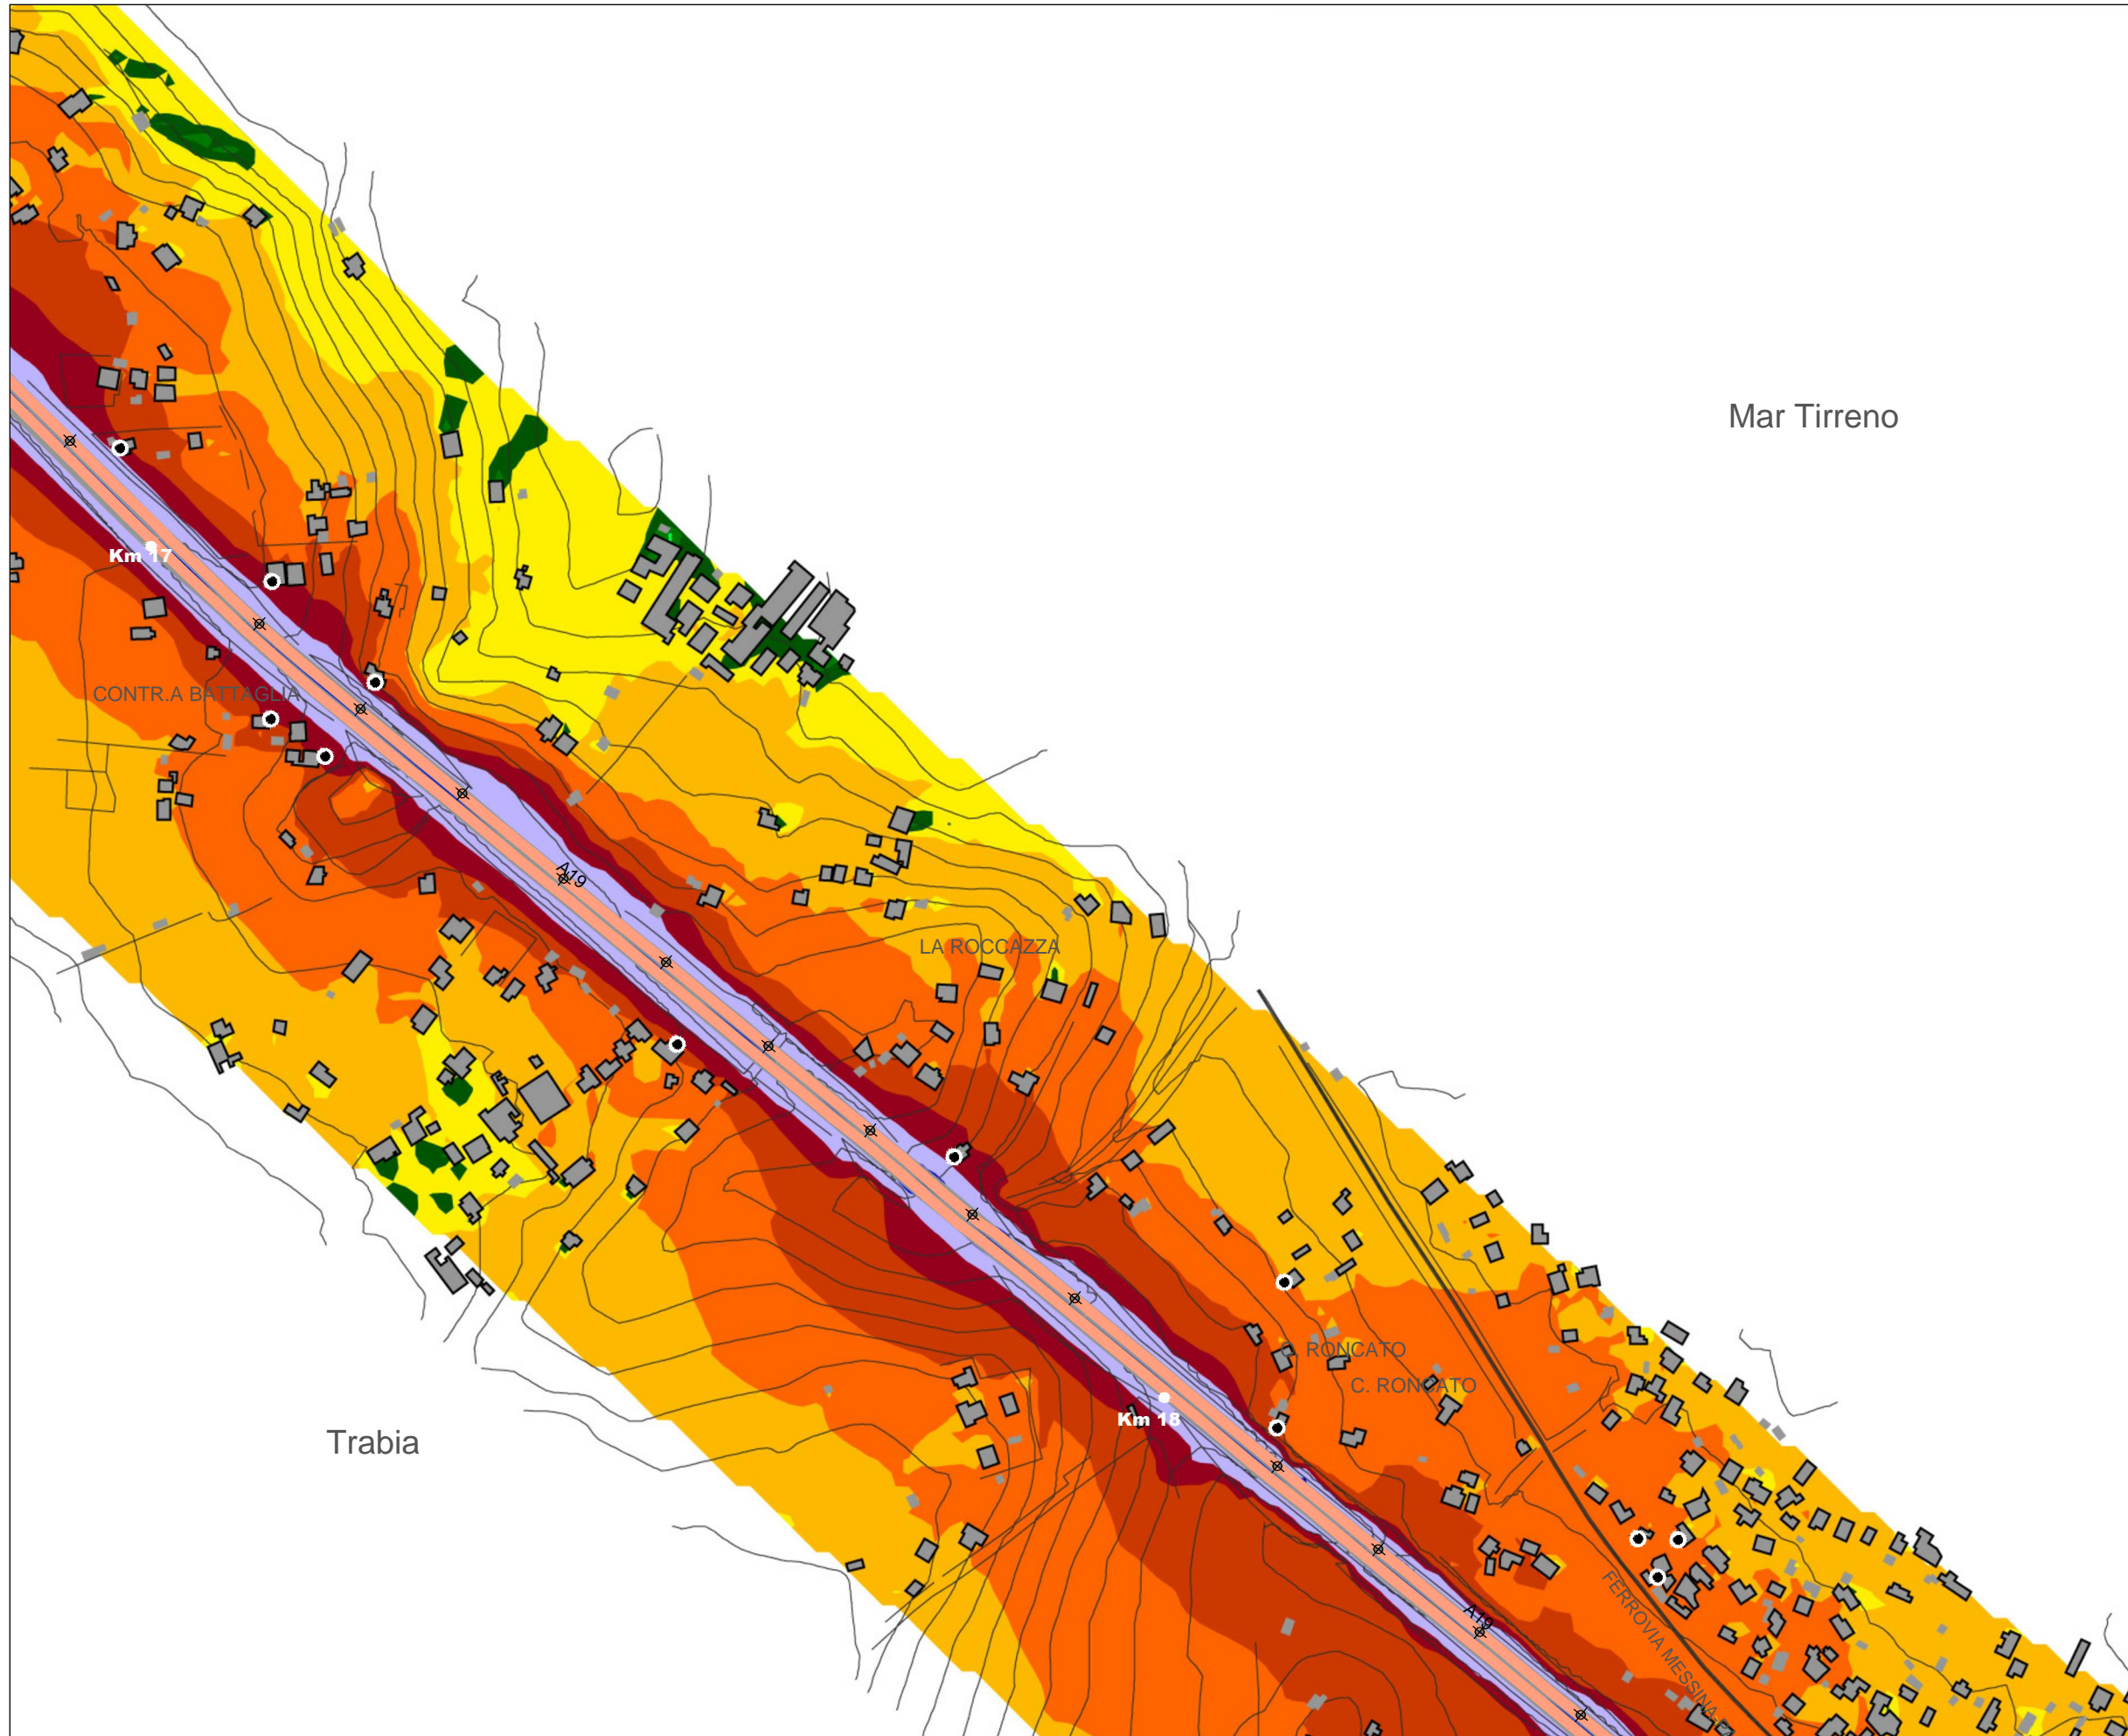 Mar Tirreno
Km 17
CONTR.A BATTAGLIA
A19
LA ROCCAZZA
C. RONCATO
C. RONCATO
Km 18
Trabia
A19
FERROVIA MESSINA-